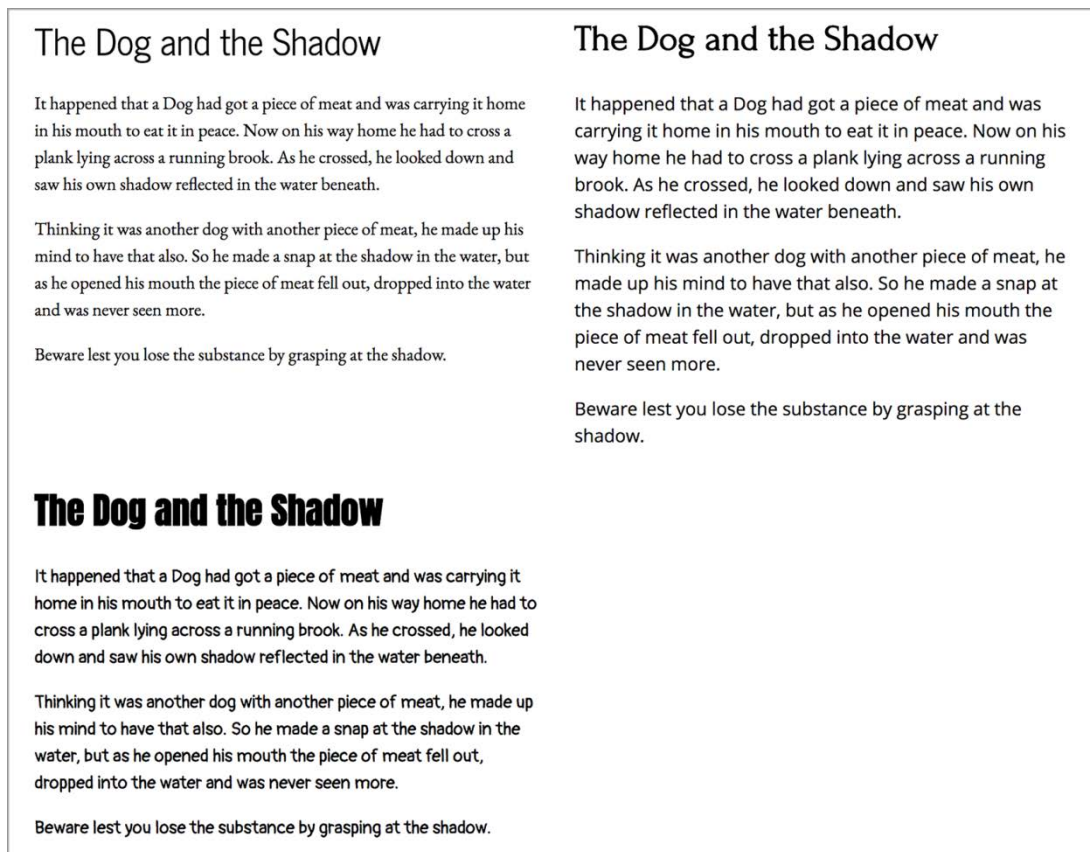 The Dog and the Shadow
It happened that a Dog had got a piece of meat and was carrying it home
in his mouth to eat it in peace. Now on his way home he had to cross a
plank lying across a running brook. As he crossed, he looked down and
saw his own shadow reflected in the water beneath.
Thinking it was another dog with another piece of meat, he made up his
mind to have that also. So he made a snap at the shadow in the water, but
as he opened his mouth the piece of meat fell out, dropped into the water
and was never seen more.
Beware lest you lose the substance by grasping at the shadow.
The Dog and the Shadow
It happened that a Dog had got a piece of meat and was
carrying it home in his mouth to eat it in peace. Now on his
way home he had to cross a plank lying across a running
brook. As he crossed, he looked down and saw his own
shadow reflected in the water beneath.
Thinking it was another dog with another piece of meat, he
made up his mind to have that also. So he made a snap at
the shadow in the water, but as he opened his mouth the
piece of meat fell out, dropped into the water and was
never seen more.
Beware lest you lose the substance by grasping at the
shadow.
The Dog and the Shadow
It happened that a Dog had got a piece of meat and was carrying it
home in his mouth to eat it in peace. Now on his way home he had to
cross a plank lying across a running brook. As he crossed, he looked
down and saw his own shadow reflected in the water beneath.
Thinking it was another dog with another piece of meat, he made up
his mind to have that also. So he made a snap at the shadow in the
water, but as he opened his mouth the piece of meat fell out,
dropped into the water and was never seen more.
Beware lest you lose the substance by grasping at the shadow.